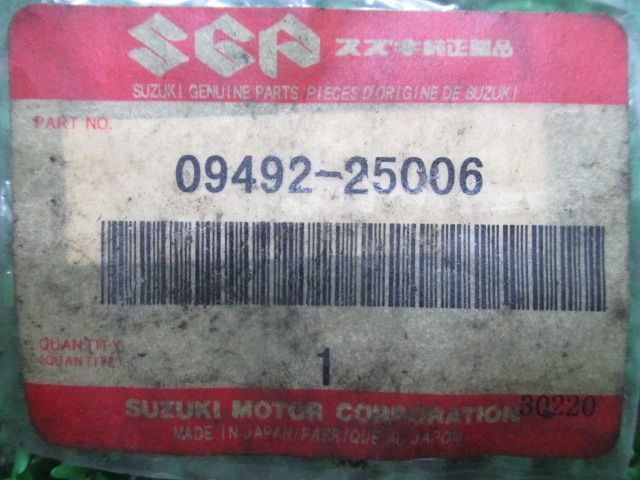 SGP スズキ純正部品
SUZUKI GENUINE PARTS/PIECES D'ORIGINE DE SUZUKI
PART NO.
09492-25006
QUANTITY
(QUANTITE)
1
30220
SUZUKI MOTOR CORPORATION
MADE IN JAPAN/FABRIQUE AU JAPON